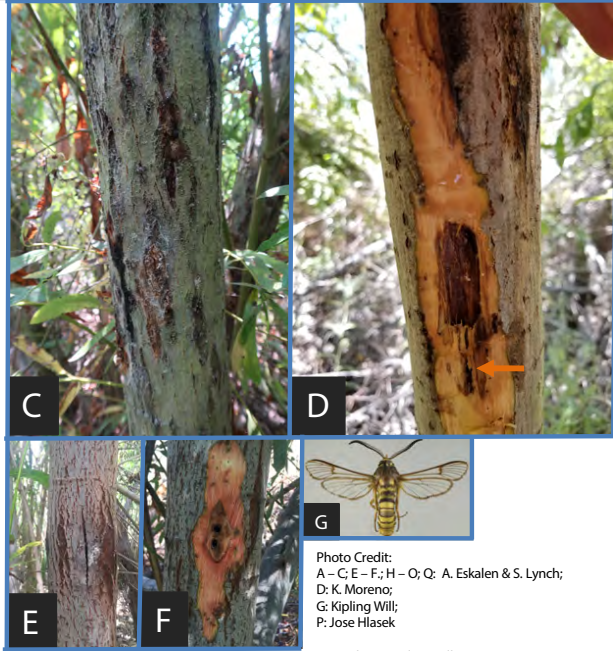 C
D
E
F
G
Photo Credit:
A – C; E – F.; H – O; Q: A. Eskalen & S. Lynch;
D: K. Moreno;
G: Kipling Will;
P: Jose Hlasek